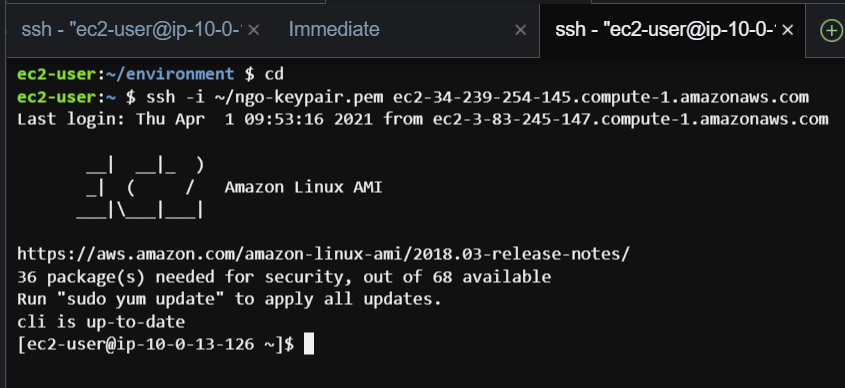 ssh - "ec2-user@ip-10-0-
Immediate
ssh - "ec2-user@ip-10-0-
ec2-user:~/environment $ cd
ec2-user:~ $ ssh -i ~/ngo-keypair.pem ec2-34-239-254-145.compute-1.amazonaws.com
Last login: Thu Apr  1 09:53:16 2021 from ec2-3-83-245-147.compute-1.amazonaws.com
       __|  __|_  )
       _|  (     /   Amazon Linux AMI
      ___|\___|___|
https://aws.amazon.com/amazon-linux-ami/2018.03-release-notes/
36 package(s) needed for security, out of 68 available
Run "sudo yum update" to apply all updates.
cli is up-to-date
[ec2-user@ip-10-0-13-126 ~]$